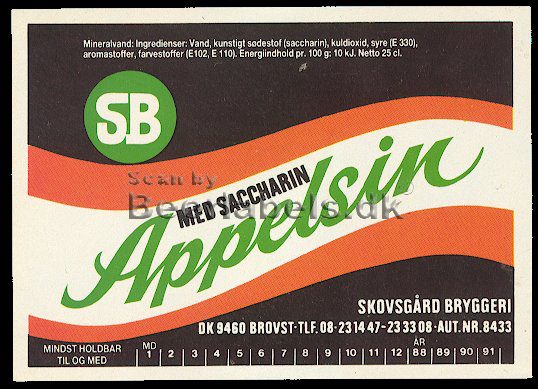 Mineralvand: Ingredienser: Vand, kunstigt sødestof (saccharin), kuldioxid, syre (E 330),
aromastoffer, farvestoffer (E102, E 110). Energiindhold pr. 100 g: 10 kJ. Netto 25 cl.
SB
Scan by
Beerlabels.dk
MED SACCHARIN
Appelsin
SKOVSGÅRD BRYGGERI
DK 9460 BROVST·TLF. 08·23 14 47-23 33 08·AUT. NR. 8433
MINDST HOLDBAR
TIL OG MED
MD ÅR
1 2 3 4 5 6 7 8 9 10 11 12 88 89 90 91